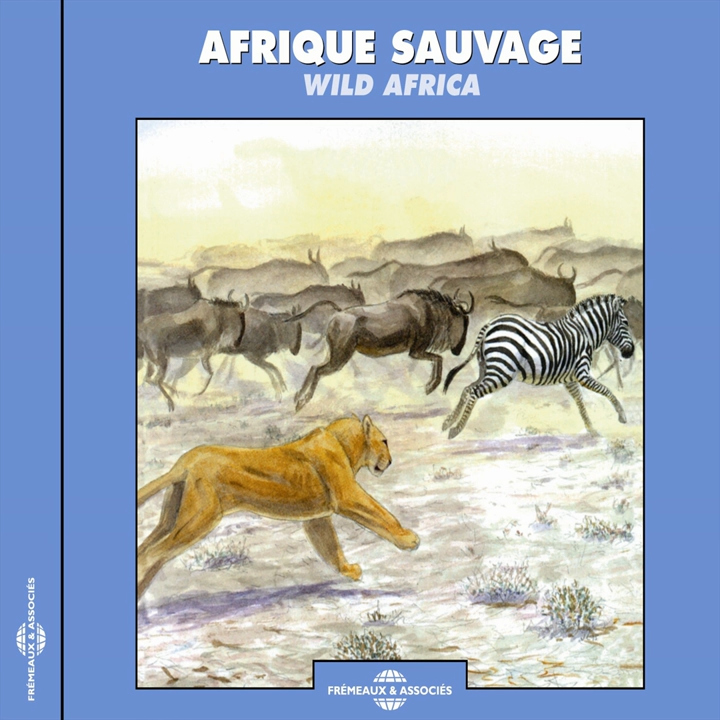 AFRIQUE SAUVAGE
WILD AFRICA
FRÉMEAUX & ASSOCIÉS
FRÉMEAUX & ASSOCIÉS